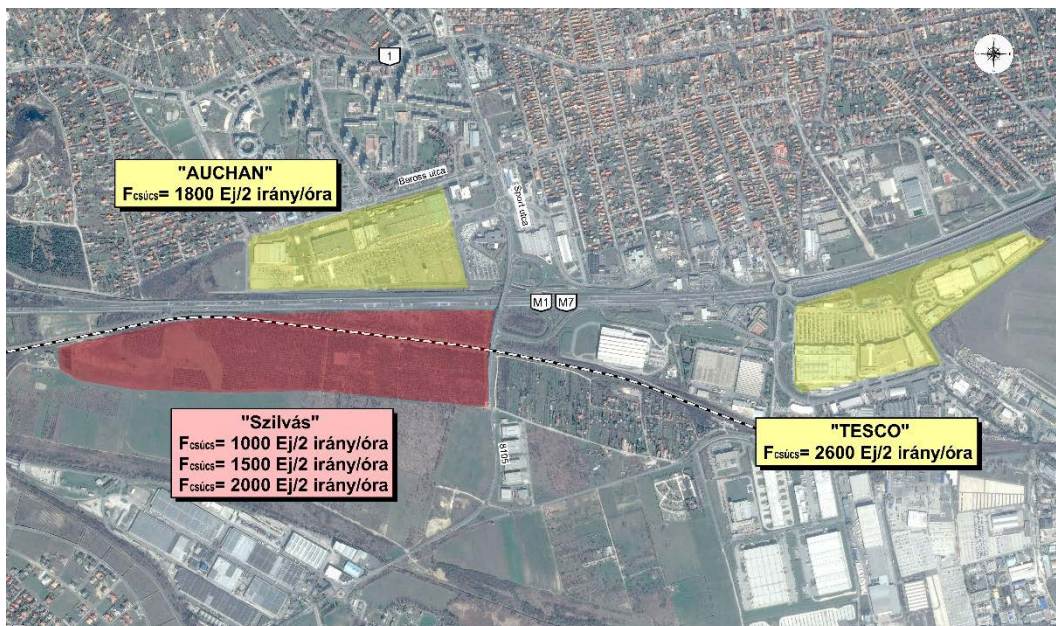 1
"AUCHAN"
Fcsúcs= 1800 Ej/2 irány/óra
Baross utca
Sport utca
M1 M7
"Szilvás"
Fcsúcs= 1000 Ej/2 irány/óra
Fcsúcs= 1500 Ej/2 irány/óra
Fcsúcs= 2000 Ej/2 irány/óra
8105
"TESCO"
Fcsúcs= 2600 Ej/2 irány/óra